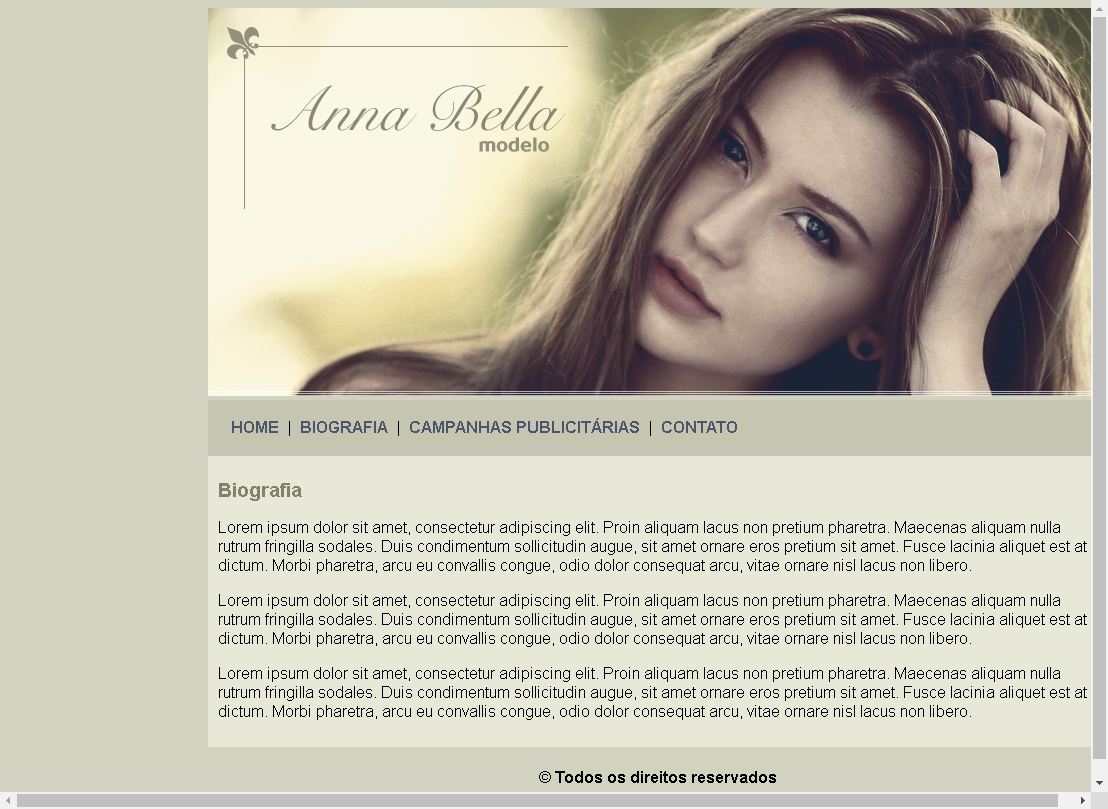 Anna Bella
modelo
HOME | BIOGRAFIA | CAMPANHAS PUBLICITÁRIAS | CONTATO
Biografia
Lorem ipsum dolor sit amet, consectetur adipiscing elit. Proin aliquam lacus non pretium pharetra. Maecenas aliquam nulla
rutrum fringilla sodales. Duis condimentum sollicitudin augue, sit amet ornare eros pretium sit amet. Fusce lacinia aliquet est at
dictum. Morbi pharetra, arcu eu convallis congue, odio dolor consequat arcu, vitae ornare nisl lacus non libero.
Lorem ipsum dolor sit amet, consectetur adipiscing elit. Proin aliquam lacus non pretium pharetra. Maecenas aliquam nulla
rutrum fringilla sodales. Duis condimentum sollicitudin augue, sit amet ornare eros pretium sit amet. Fusce lacinia aliquet est at
dictum. Morbi pharetra, arcu eu convallis congue, odio dolor consequat arcu, vitae ornare nisl lacus non libero.
Lorem ipsum dolor sit amet, consectetur adipiscing elit. Proin aliquam lacus non pretium pharetra. Maecenas aliquam nulla
rutrum fringilla sodales. Duis condimentum sollicitudin augue, sit amet ornare eros pretium sit amet. Fusce lacinia aliquet est at
dictum. Morbi pharetra, arcu eu convallis congue, odio dolor consequat arcu, vitae ornare nisl lacus non libero.
© Todos os direitos reservados